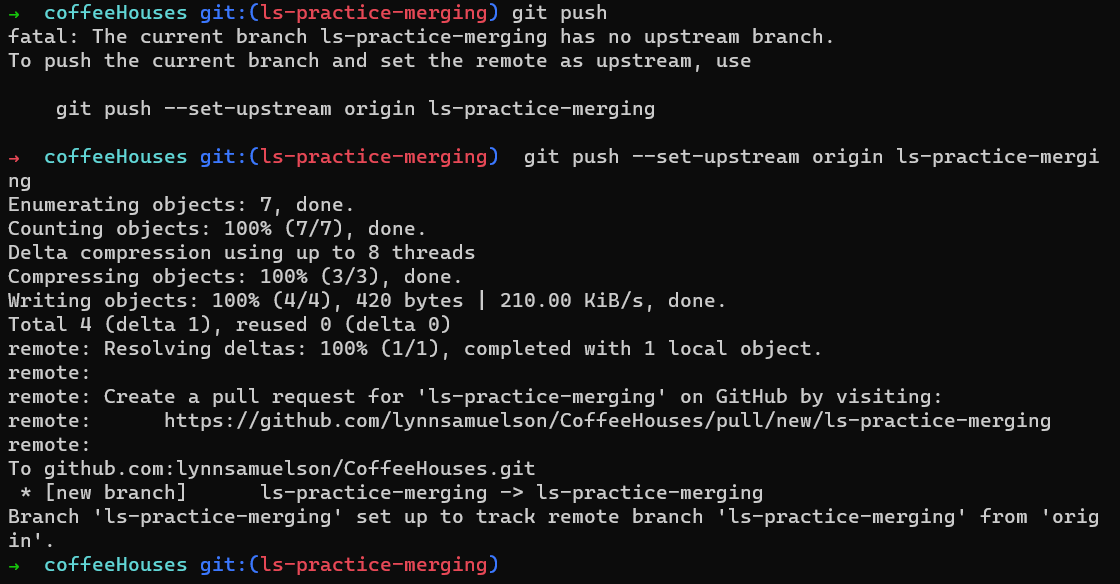 →  coffeeHouses git:(ls-practice-merging) git push
fatal: The current branch ls-practice-merging has no upstream branch.
To push the current branch and set the remote as upstream, use

    git push --set-upstream origin ls-practice-merging

→  coffeeHouses git:(ls-practice-merging)  git push --set-upstream origin ls-practice-mergi
ng
Enumerating objects: 7, done.
Counting objects: 100% (7/7), done.
Delta compression using up to 8 threads
Compressing objects: 100% (3/3), done.
Writing objects: 100% (4/4), 420 bytes | 210.00 KiB/s, done.
Total 4 (delta 1), reused 0 (delta 0)
remote: Resolving deltas: 100% (1/1), completed with 1 local object.
remote:
remote: Create a pull request for 'ls-practice-merging' on GitHub by visiting:
remote:      https://github.com/lynnsamuelson/CoffeeHouses/pull/new/ls-practice-merging
remote:
To github.com:lynnsamuelson/CoffeeHouses.git
 * [new branch]      ls-practice-merging -> ls-practice-merging
Branch 'ls-practice-merging' set up to track remote branch 'ls-practice-merging' from 'orig
in'.
→  coffeeHouses git:(ls-practice-merging)